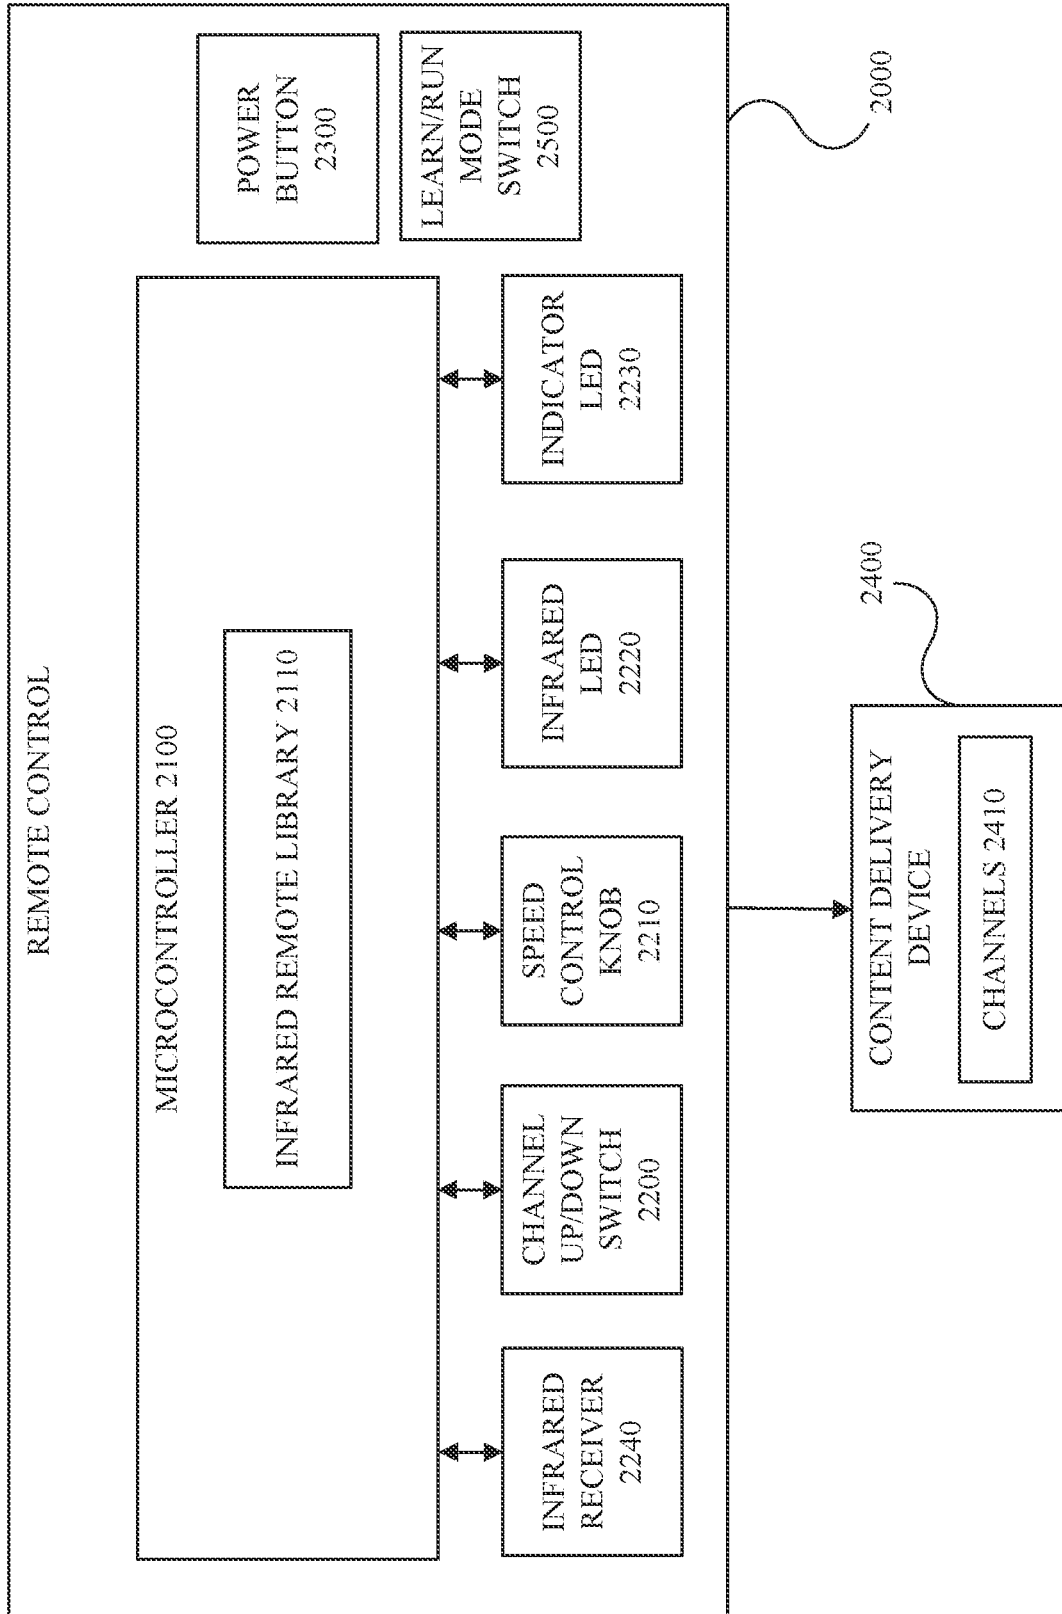 REMOTE CONTROL
MICROCONTROLLER 2100
INFRARED REMOTE LIBRARY 2110
INFRARED
RECEIVER
2240
CHANNEL
UP/DOWN
SWITCH
2200
SPEED
CONTROL
KNOB
2210
INFRARED
LED
2220
INDICATOR
LED
2230
POWER
BUTTON
2300
LEARN/RUN
MODE
SWITCH
2500
2000
CONTENT DELIVERY
DEVICE
CHANNELS 2410
2400